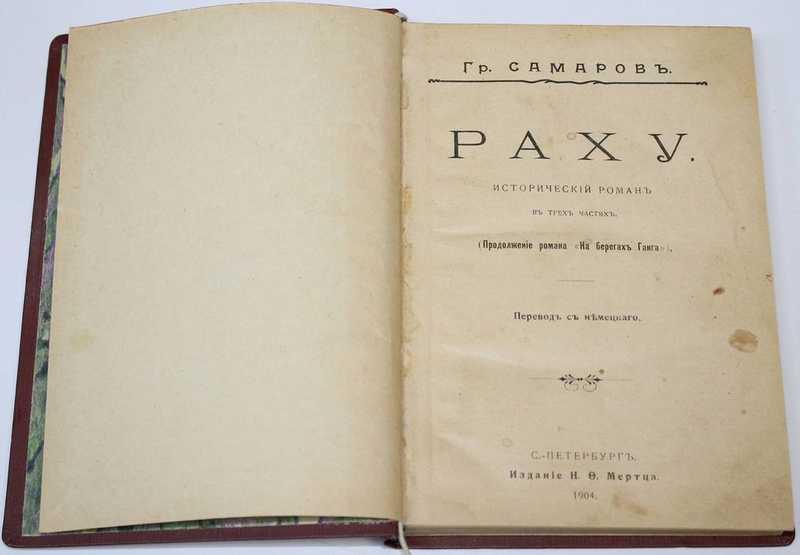 Гр. САМАРОВЪ.
РАХУ.
ИСТОРИЧЕСКІЙ РОМАНЪ
ВЪ ТРЕХЪ ЧАСТЯХЪ.
(Продолженіе романа «На берегахъ Ганга»).
Переводъ съ нѣмецкаго.
С.-ПЕТЕРБУРГЪ.
Изданіе Н. Ѳ. Мертца.
1904.